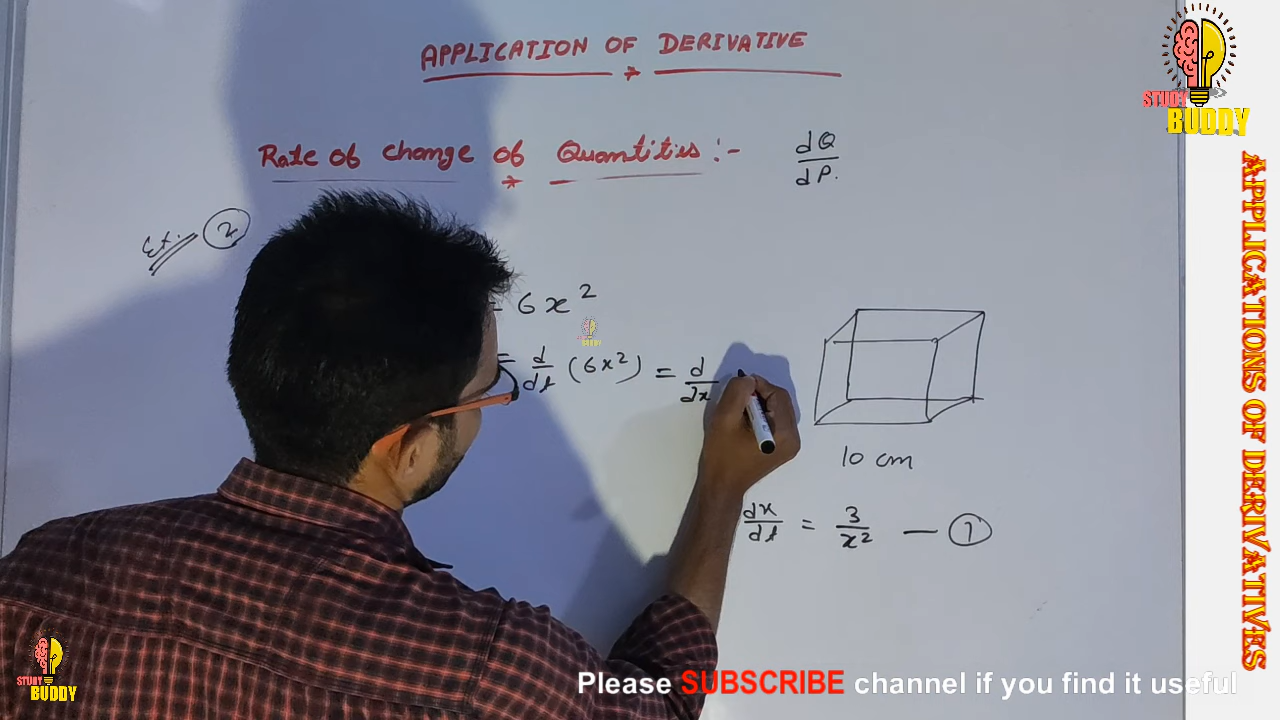 APPLICATION OF DERIVATIVE
Rate of change of Quantities :- dQ/dP.
Ex. 2
= 6x²
= d/dt (6x²) = d/dx
10 cm
dx/dt = 3/x² — 1
STUDY BUDDY
APPLICATIONS OF DERIVATIVES
STUDY BUDDY
STUDY BUDDY
Please SUBSCRIBE channel if you find it useful